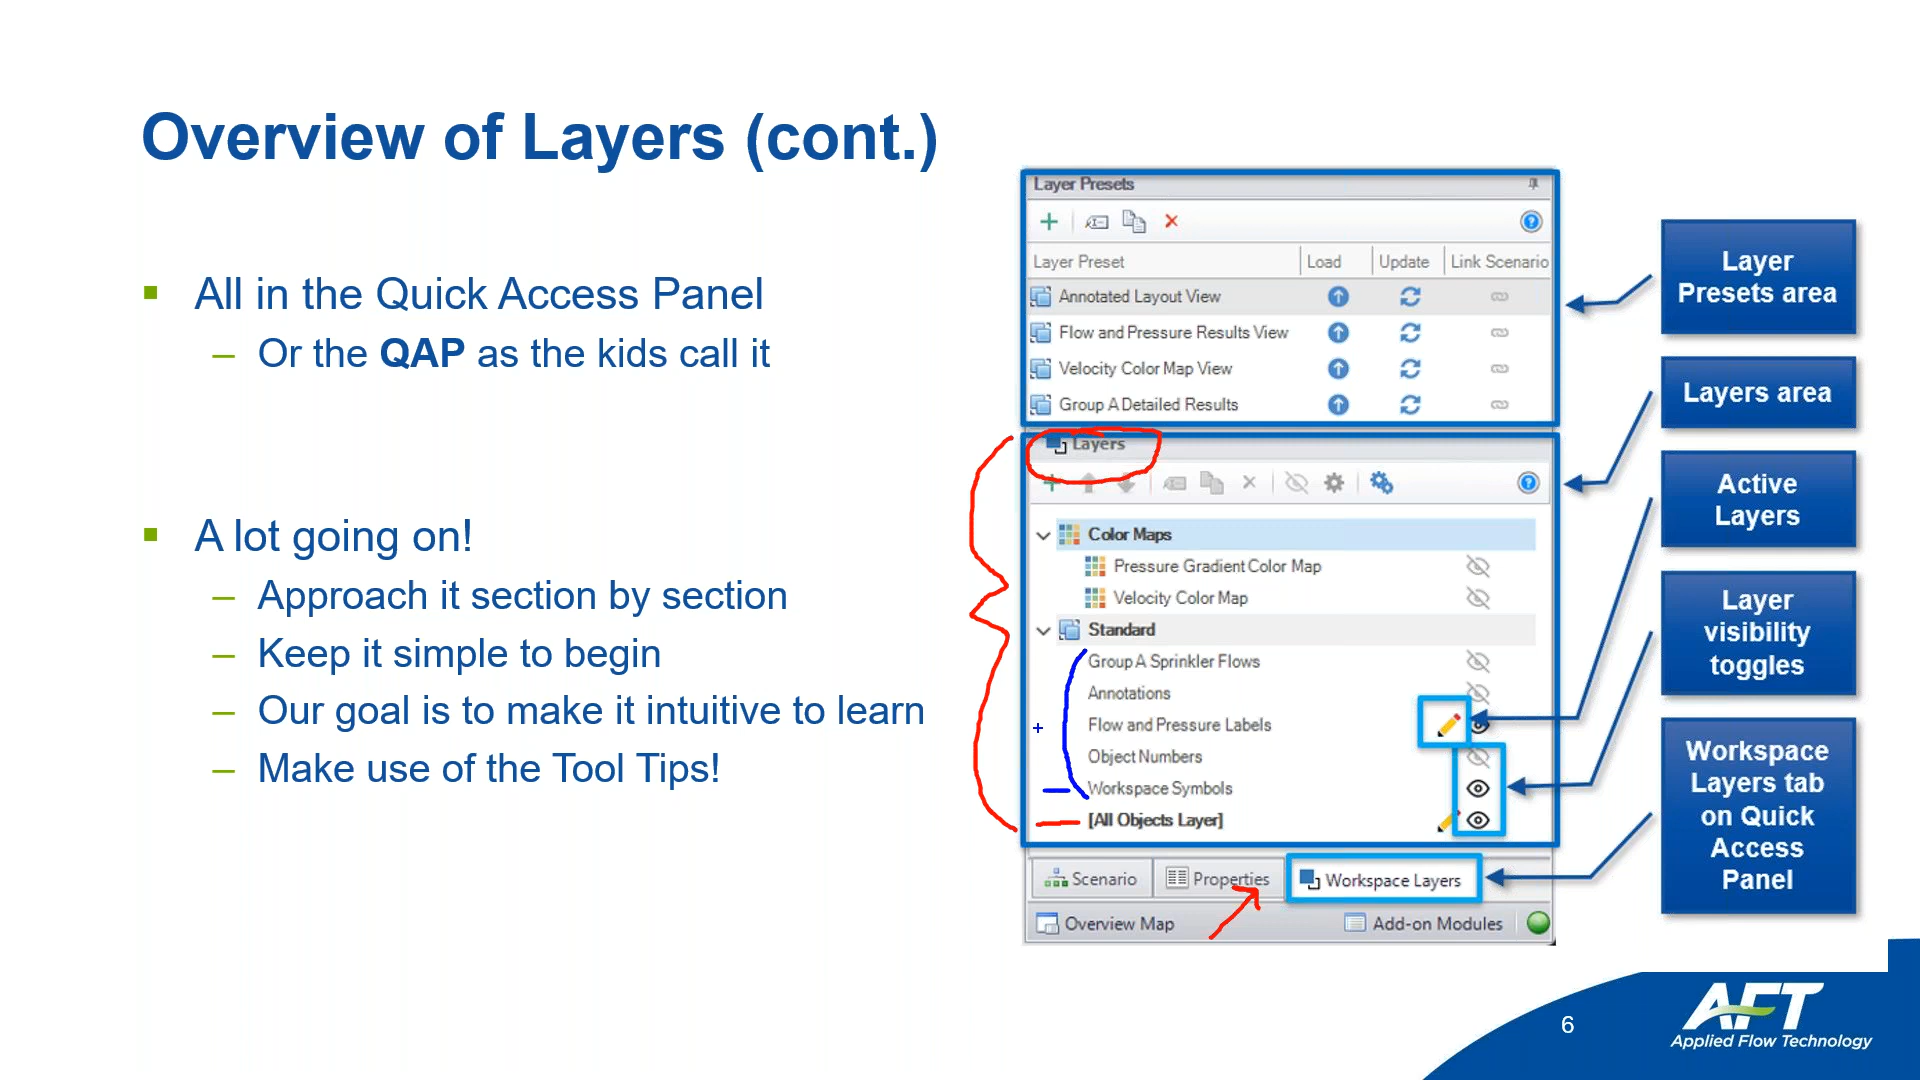 Overview of Layers (cont.)
All in the Quick Access Panel
– Or the QAP as the kids call it
A lot going on!
– Approach it section by section
– Keep it simple to begin
– Our goal is to make it intuitive to learn
– Make use of the Tool Tips!
Layer Presets
Layer Preset Load Update Link Scenario
Annotated Layout View
Flow and Pressure Results View
Velocity Color Map View
Group A Detailed Results
Layers
Color Maps
Pressure Gradient Color Map
Velocity Color Map
Standard
Group A Sprinkler Flows
Annotations
Flow and Pressure Labels
Object Numbers
Workspace Symbols
[All Objects Layer]
Scenario Properties Workspace Layers
Overview Map Add-on Modules
Layer
Presets area
Layers area
Active
Layers
Layer
visibility
toggles
Workspace
Layers tab
on Quick
Access
Panel
6
AFT
Applied Flow Technology